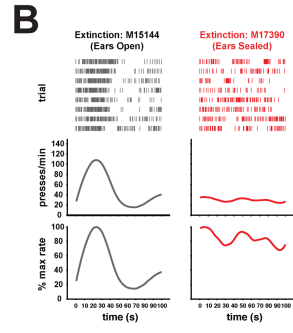 B
Extinction: M15144
(Ears Open)
Extinction: M17390
(Ears Sealed)
trial
presses/min
140
120
100
80
60
40
20
0
% max rate
100
80
60
40
20
0
0 10 20 30 40 50 60 70 80 90 100
time (s)
0 10 20 30 40 50 60 70 80 90 100
time (s)